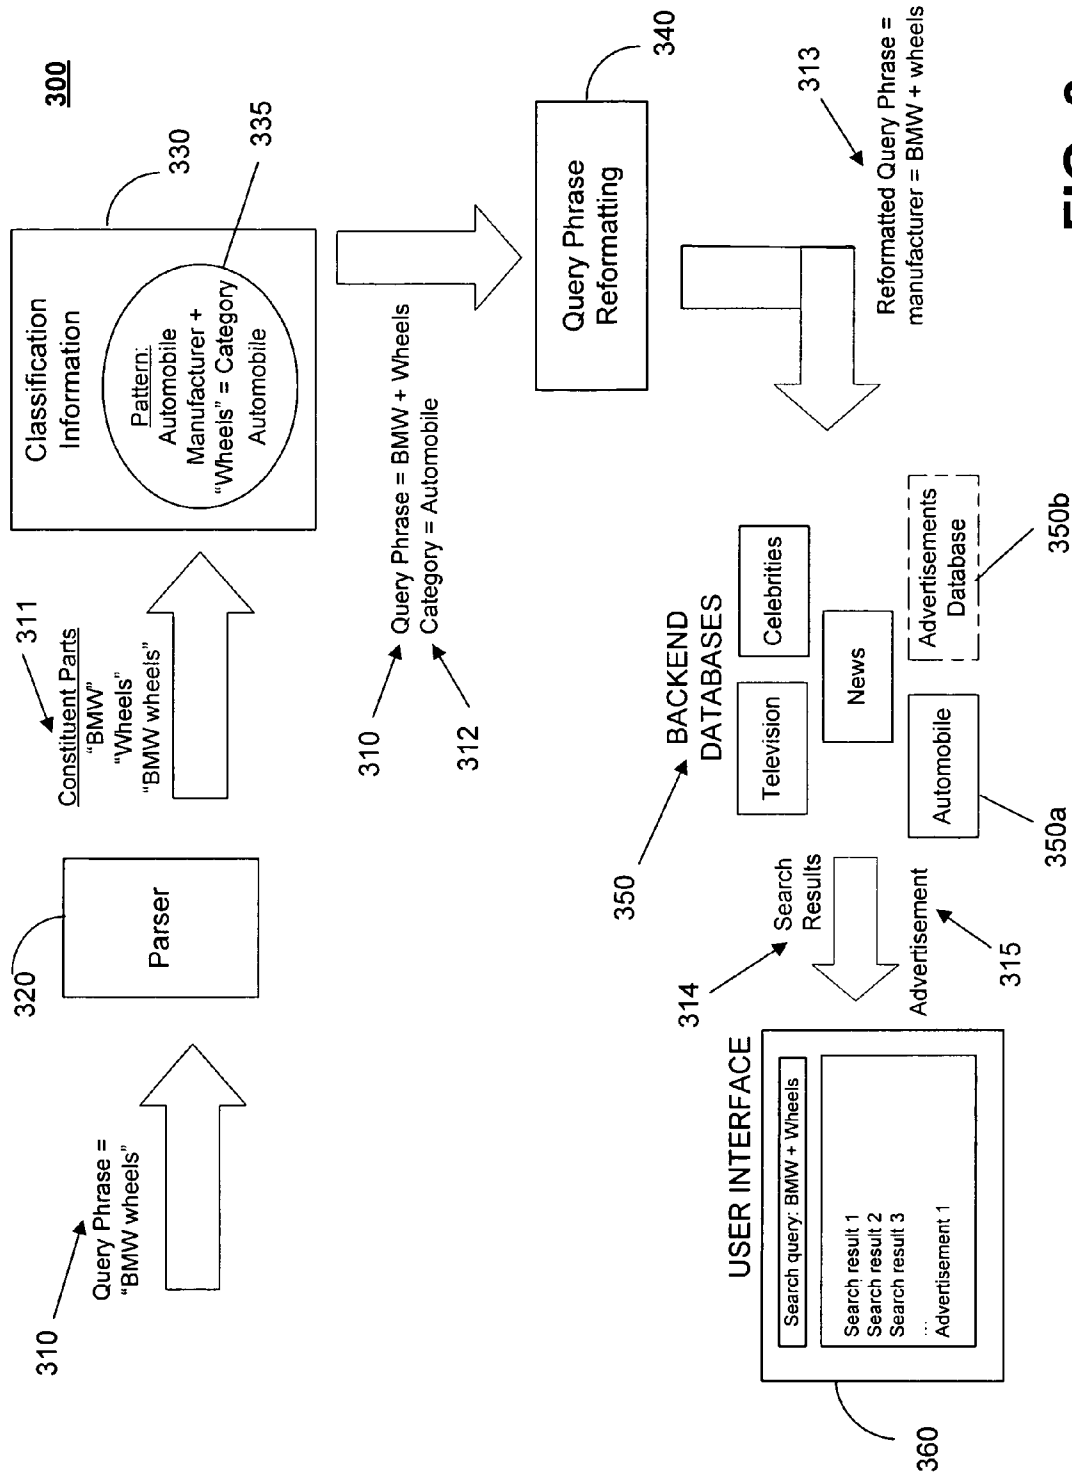 300
310
Query Phrase =
“BMW wheels”
320
Parser
311
Constituent Parts
“BMW”
“Wheels”
“BMW wheels”
Classification
Information
Pattern:
Automobile
Manufacturer +
“Wheels” = Category
Automobile
330
335
310
Query Phrase = BMW + Wheels
Category = Automobile
312
Query Phrase
Reformatting
340
313
Reformatted Query Phrase =
manufacturer = BMW + wheels
350
BACKEND
DATABASES
Television
Celebrities
News
Automobile
Advertisements
Database
350a
350b
314
Search
Results
Advertisement
315
USER INTERFACE
Search query: BMW + Wheels
Search result 1
Search result 2
Search result 3
...
Advertisement 1
360
FIG.